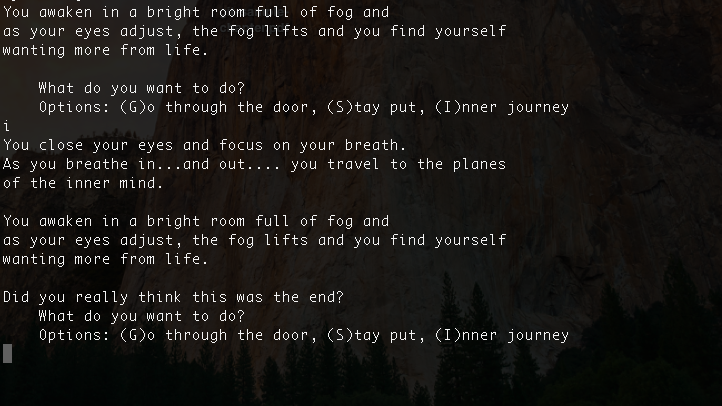 You awaken in a bright room full of fog and
as your eyes adjust, the fog lifts and you find yourself
wanting more from life.
What do you want to do?
Options: (G)o through the door, (S)tay put, (I)nner journey
i
You close your eyes and focus on your breath.
As you breathe in...and out.... you travel to the planes
of the inner mind.
You awaken in a bright room full of fog and
as your eyes adjust, the fog lifts and you find yourself
wanting more from life.
Did you really think this was the end?
What do you want to do?
Options: (G)o through the door, (S)tay put, (I)nner journey